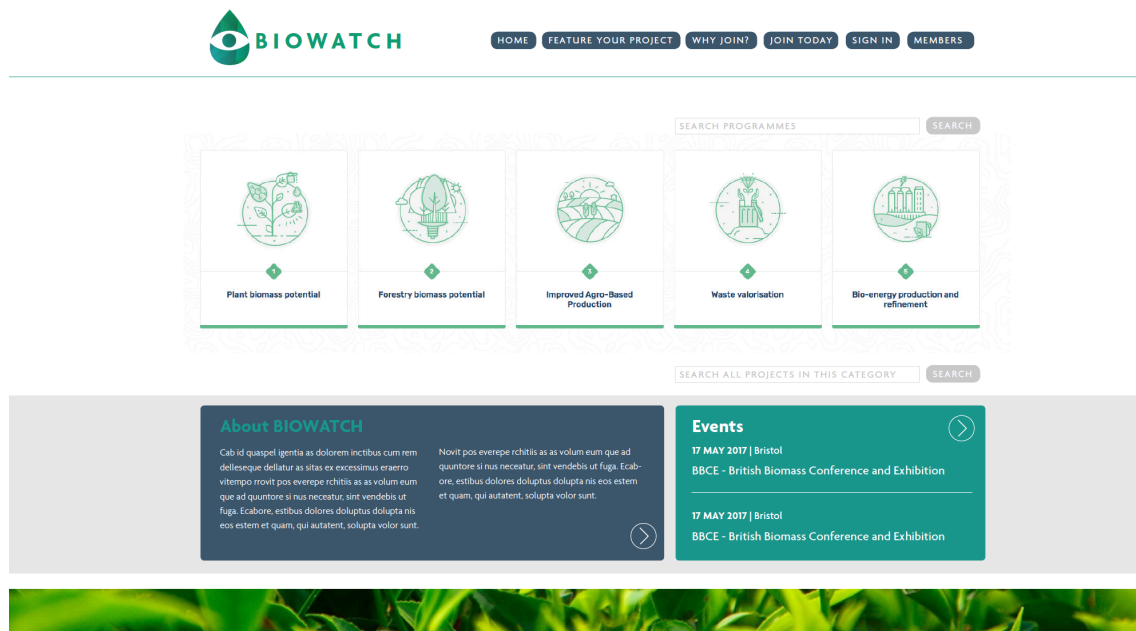 BIOWATCH
HOME
FEATURE YOUR PROJECT
WHY JOIN?
JOIN TODAY
SIGN IN
MEMBERS
SEARCH PROGRAMMES
SEARCH
1
2
3
4
5
Plant biomass potential
Forestry biomass potential
Improved Agro-Based
Production
Waste valorisation
Bio-energy production and
refinement
SEARCH ALL PROJECTS IN THIS CATEGORY
SEARCH
About BIOWATCH
Cab id quaspel igentia as dolorem inctibus cum rem
delleseque dellatur as sitas ex excessimus eraerro
vitempo rrovit pos everepe rchitiis as as volum eum
que ad quuntore si nus neceatur, sint vendebis ut
fuga. Ecabore, estibus dolores doluptus dolupta nis
eos estem et quam, qui autatent, solupta volor sunt.
Novit pos everepe rchitiis as as volum eum que ad
quuntore si nus neceatur, sint vendebis ut fuga. Ecab-
ore, estibus dolores doluptus dolupta nis eos estem
et quam, qui autatent, solupta volor sunt.
Events
17 MAY 2017 | Bristol
BBCE - British Biomass Conference and Exhibition
17 MAY 2017 | Bristol
BBCE - British Biomass Conference and Exhibition